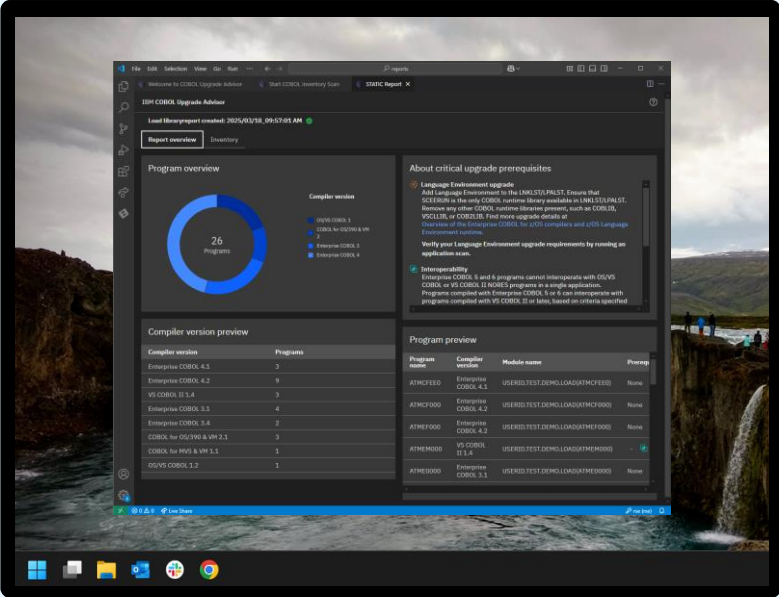 File Edit Selection View Go Run ··· reports
Welcome to COBOL Upgrade Advisor Start COBOL Inventory Scan STATIC Report
IBM COBOL Upgrade Advisor
Load libraryreport created: 2025/03/18_09:57:01 AM
Report overview Inventory
Program overview
26
Programs
Compiler version
OS/VS COBOL 1
COBOL for OS/390 & VM
2
Enterprise COBOL 3
Enterprise COBOL 4
About critical upgrade prerequisites
Language Environment upgrade
Add Language Environment to the LNKLST/LPALST. Ensure that
SCEERUN is the only COBOL runtime library available in LNKLST/LPALST.
Remove any other COBOL runtime libraries present, such as COBLIB,
VSCLLIB, or COB2LIB. Find more upgrade details at
Overview of the Enterprise COBOL for z/OS compilers and z/OS Language
Environment runtime.
Verify your Language Environment upgrade requirements by running an
application scan.
Interoperability
Enterprise COBOL 5 and 6 programs cannot interoperate with OS/VS
COBOL or VS COBOL II NORES programs in a single application.
Programs compiled with Enterprise COBOL 5 or 6 can interoperate with
programs compiled with VS COBOL II or later, based on criteria specified
Compiler version preview
Compiler version Programs
Enterprise COBOL 4.1 3
Enterprise COBOL 4.2 9
VS COBOL II 1.4 3
Enterprise COBOL 3.1 4
Enterprise COBOL 3.4 2
COBOL for OS/390 & VM 2.1 3
COBOL for MVS & VM 1.1 1
OS/VS COBOL 1.2 1
Program preview
Program name Compiler version Module name Prereq
ATMCFEE0 Enterprise COBOL 4.1 USERID.TEST.DEMO.LOAD(ATMCFEE0) None
ATMCF000 Enterprise COBOL 4.2 USERID.TEST.DEMO.LOAD(ATMCF000) None
ATMEF000 Enterprise COBOL 4.2 USERID.TEST.DEMO.LOAD(ATMEF000) None
ATMEM000 VS COBOL II 1.4 USERID.TEST.DEMO.LOAD(ATMEM000) -
ATME0000 Enterprise COBOL 3.1 USERID.TEST.DEMO.LOAD(ATME0000) None
0 0 Live Share rse (rse)